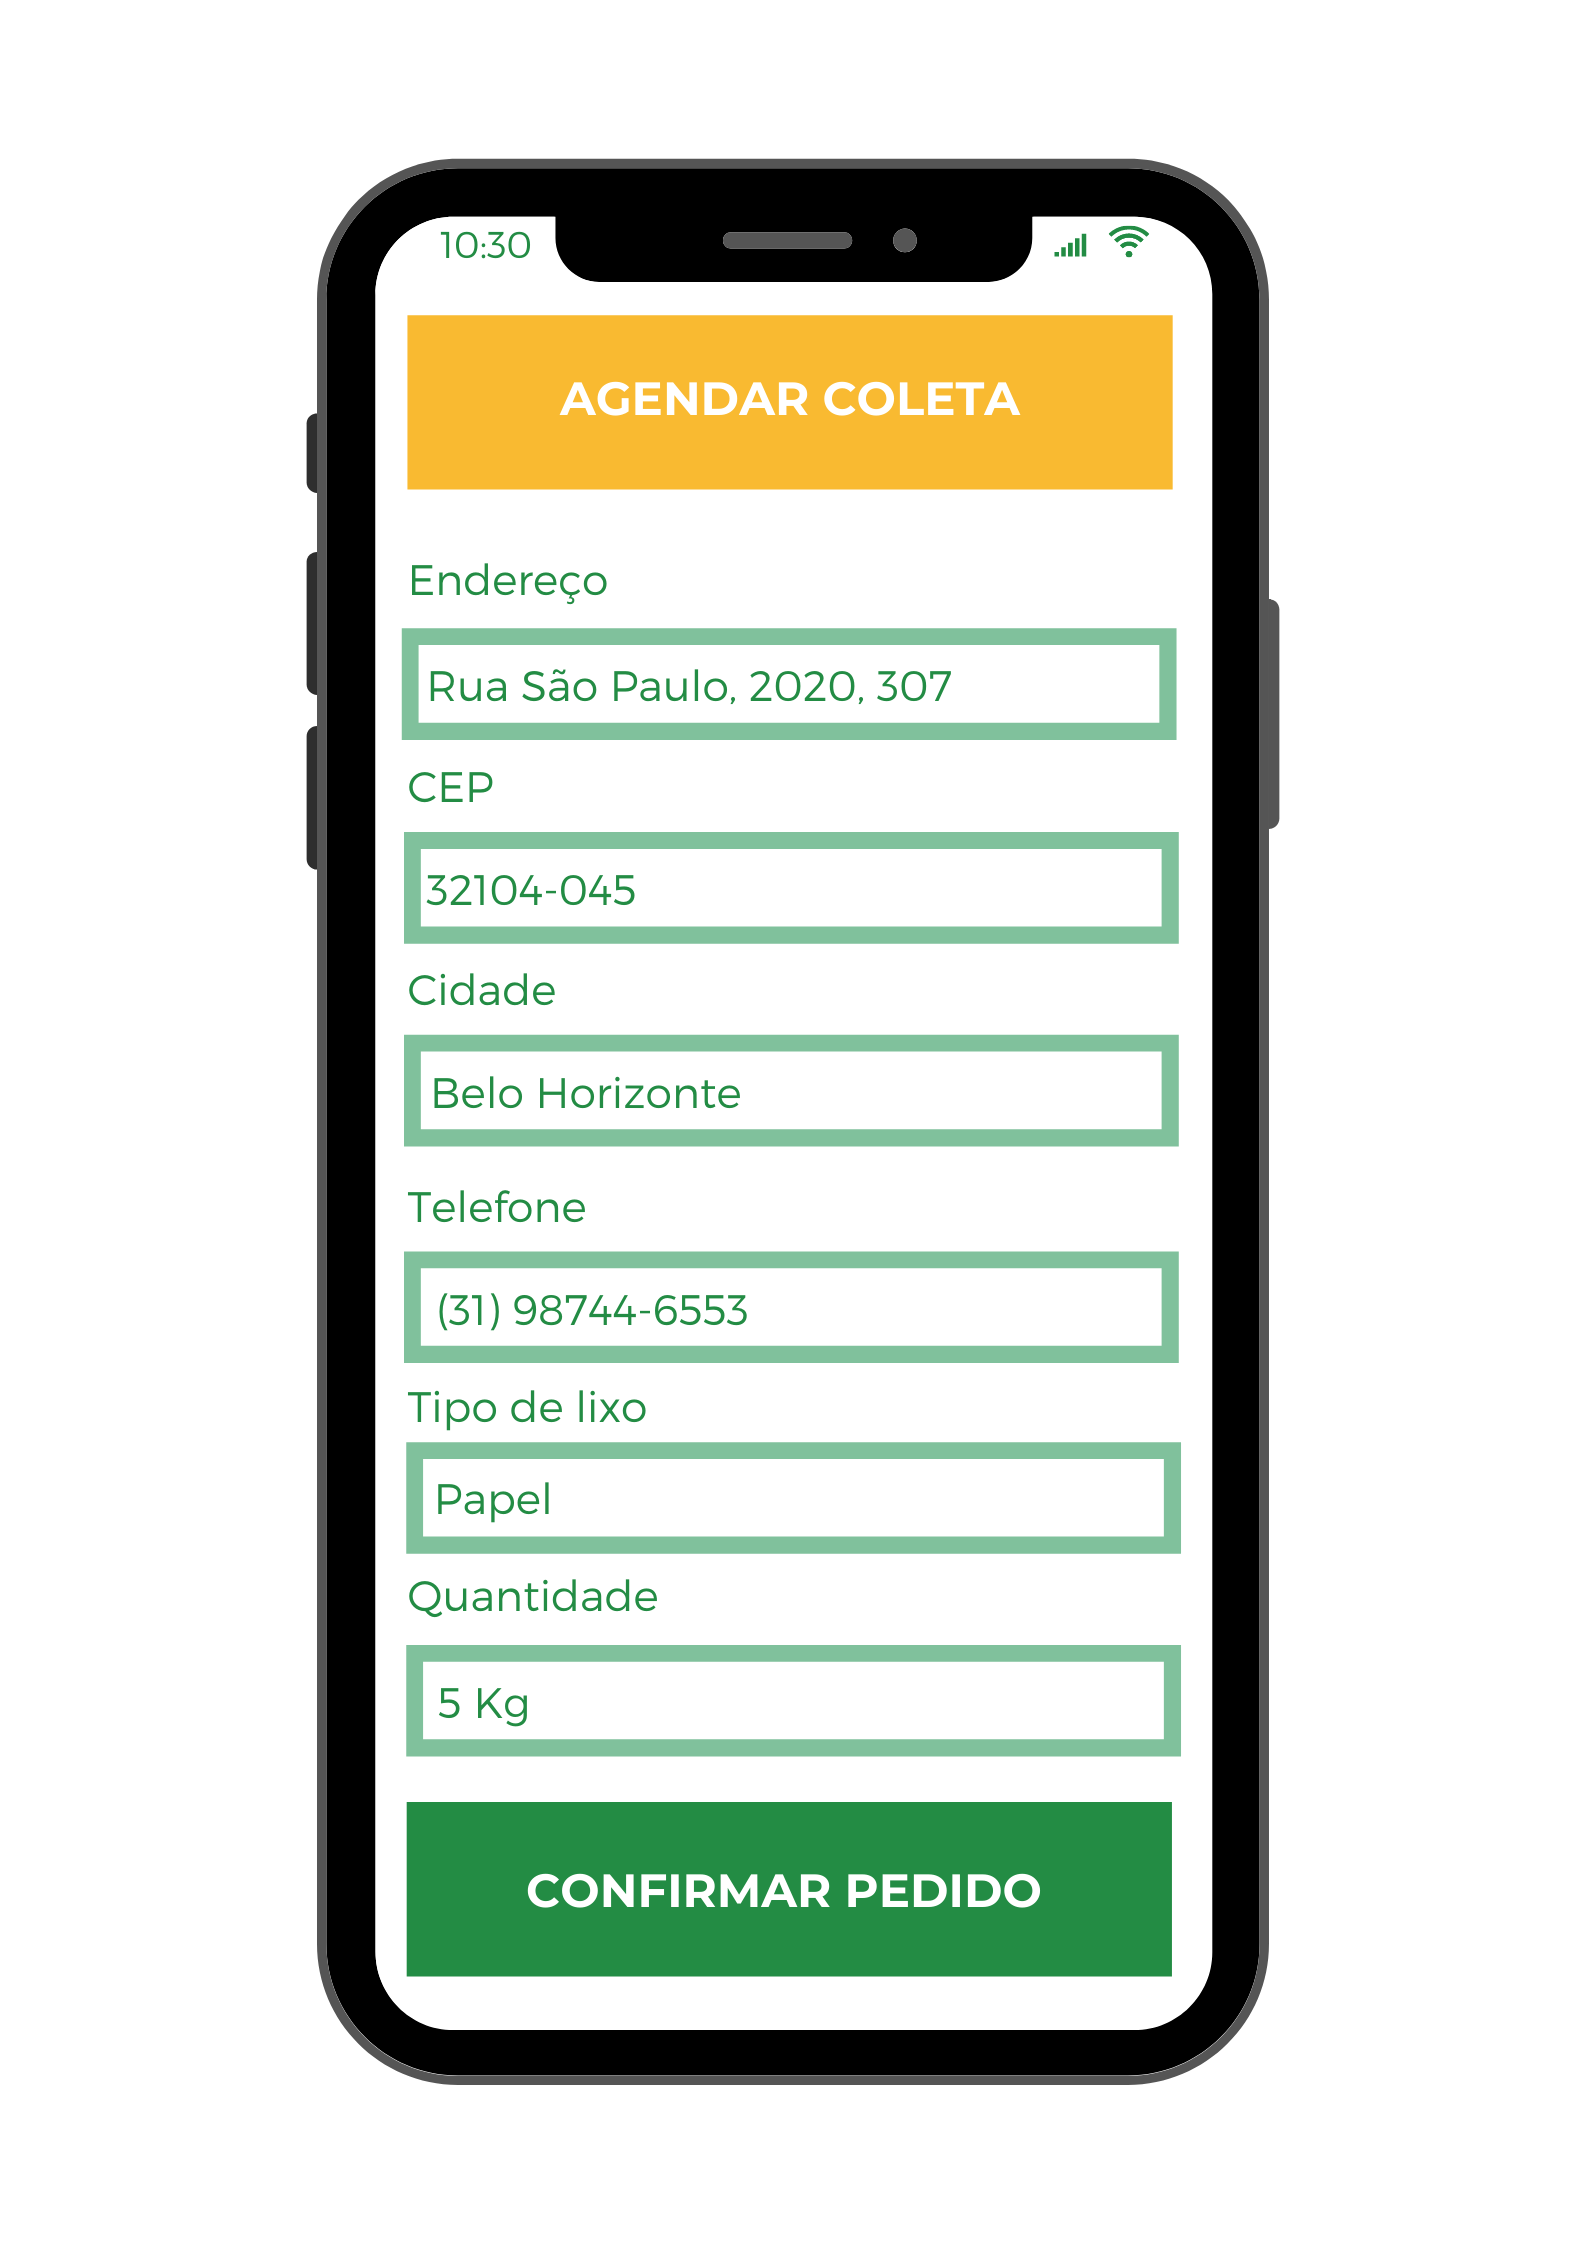 10:30
AGENDAR COLETA
Endereço
Rua São Paulo, 2020, 307
CEP
32104-045
Cidade
Belo Horizonte
Telefone
(31) 98744-6553
Tipo de lixo
Papel
Quantidade
5 Kg
CONFIRMAR PEDIDO